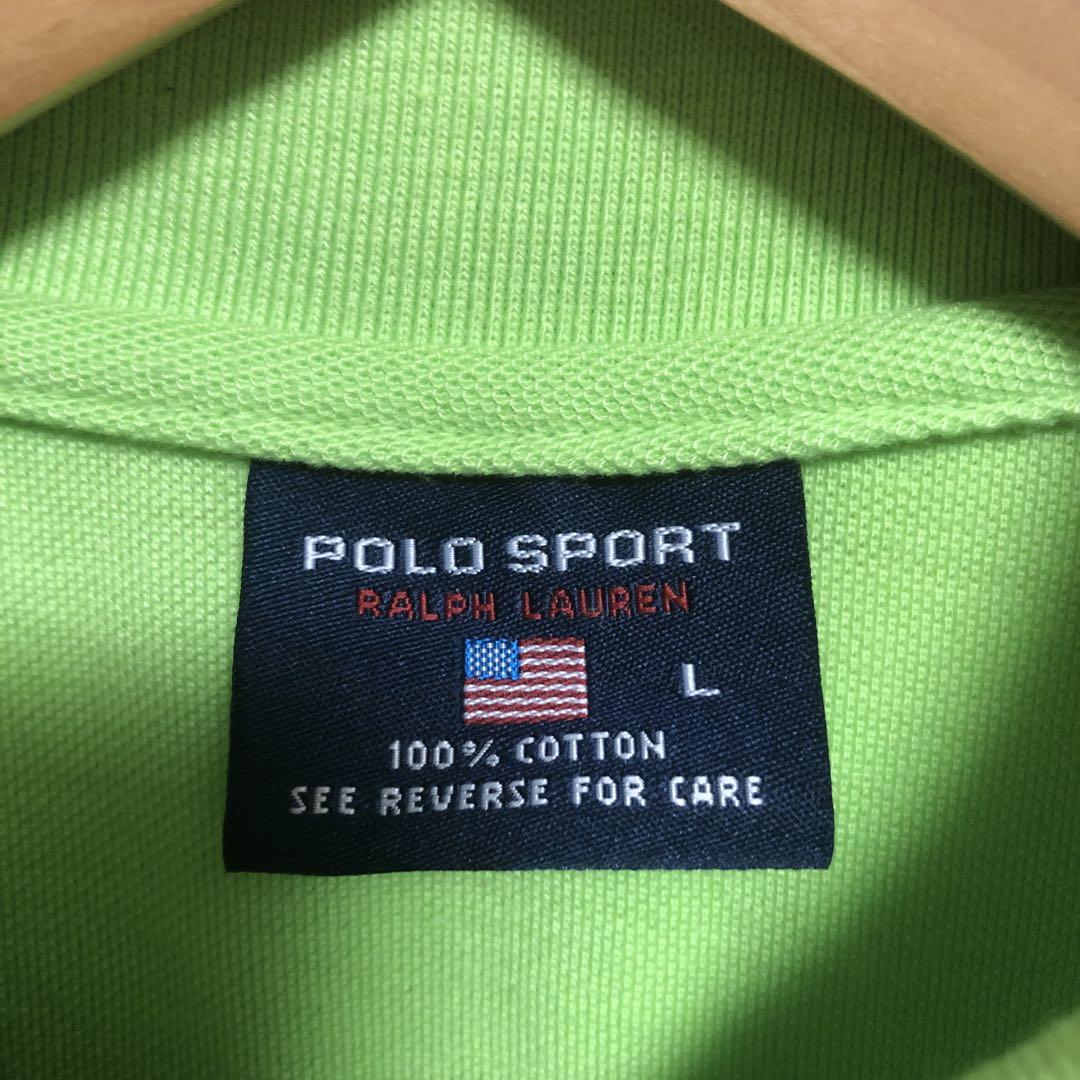 POLO SPORT
RALPH LAUREN
L
100% COTTON
SEE REVERSE FOR CARE